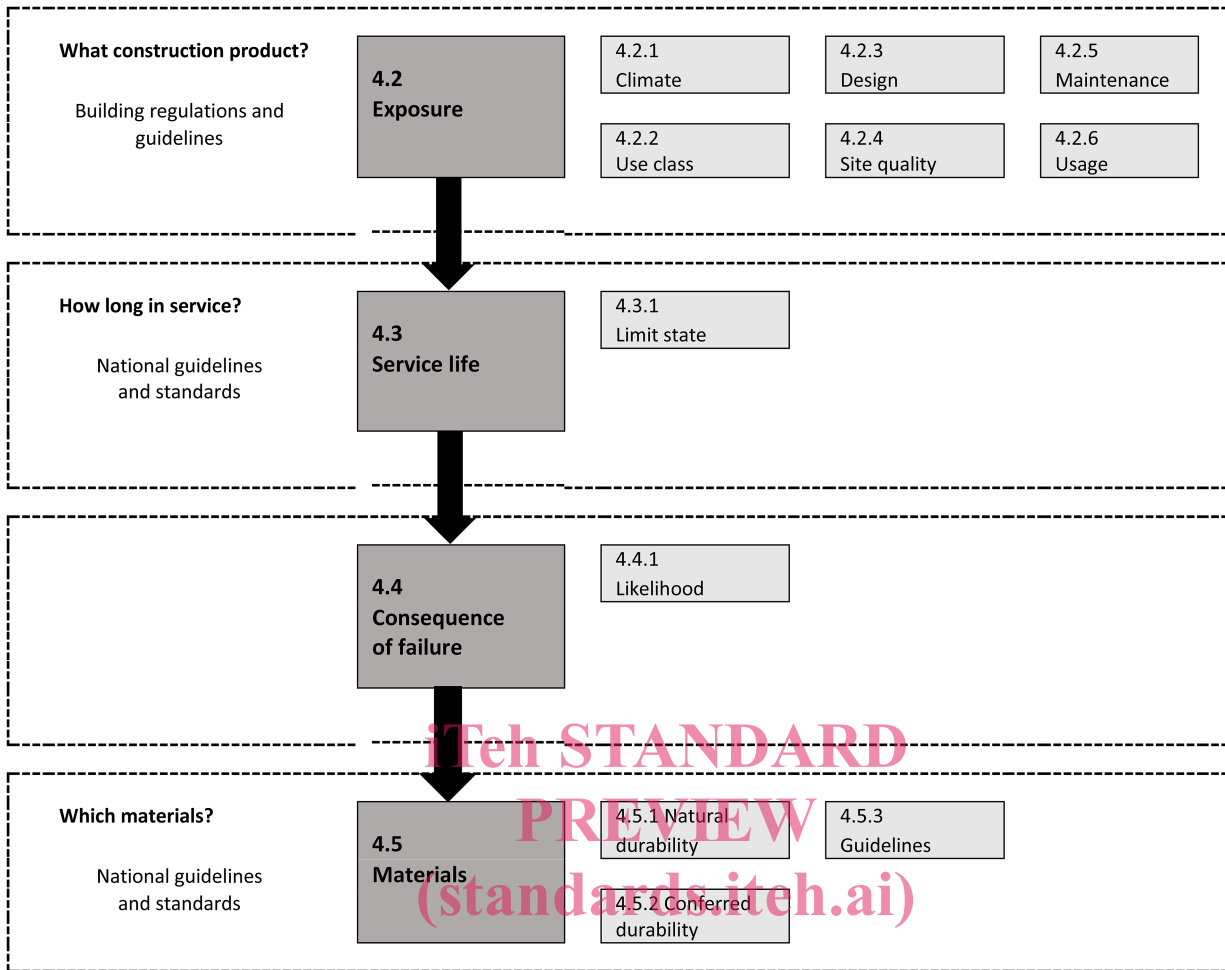 What construction product?
Building regulations and
guidelines
4.2
Exposure
4.2.1
Climate
4.2.3
Design
4.2.5
Maintenance
4.2.2
Use class
4.2.4
Site quality
4.2.6
Usage
How long in service?
National guidelines
and standards
4.3
Service life
4.3.1
Limit state
4.4
Consequence
of failure
4.4.1
Likelihood
Which materials?
National guidelines
and standards
4.5
Materials
4.5.1 Natural
durability
4.5.3
Guidelines
4.5.2 Conferred
durability
iTeh STANDARD
PREVIEW
(standards.iteh.ai)